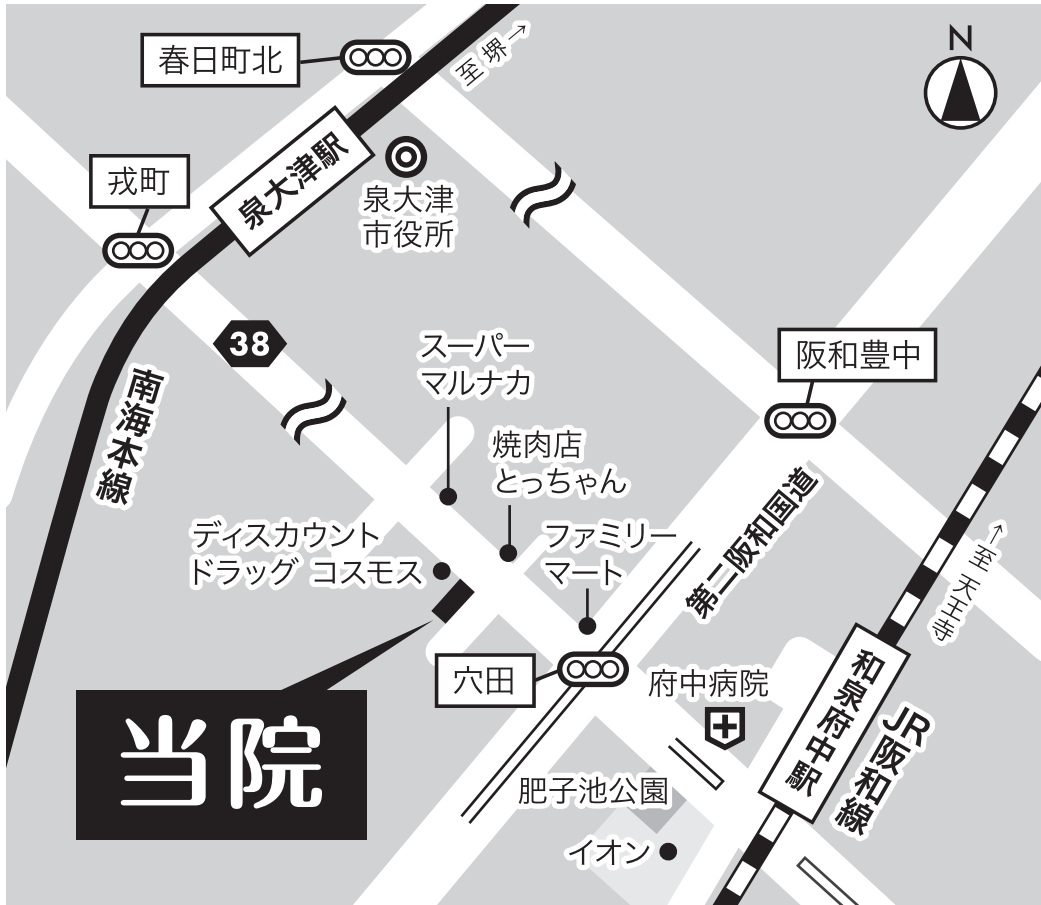 N
春日町北
至 堺→
戎町
泉大津駅
泉大津
市役所
38
スーパー
マルナカ
阪和豊中
南海本線
焼肉店
とっちゃん
ディスカウント
ドラッグ コスモス
ファミリー
マート
第二阪和国道
←至 天王寺
穴田
府中病院
和泉府中駅
JR阪和線
当院
肥子池公園
イオン